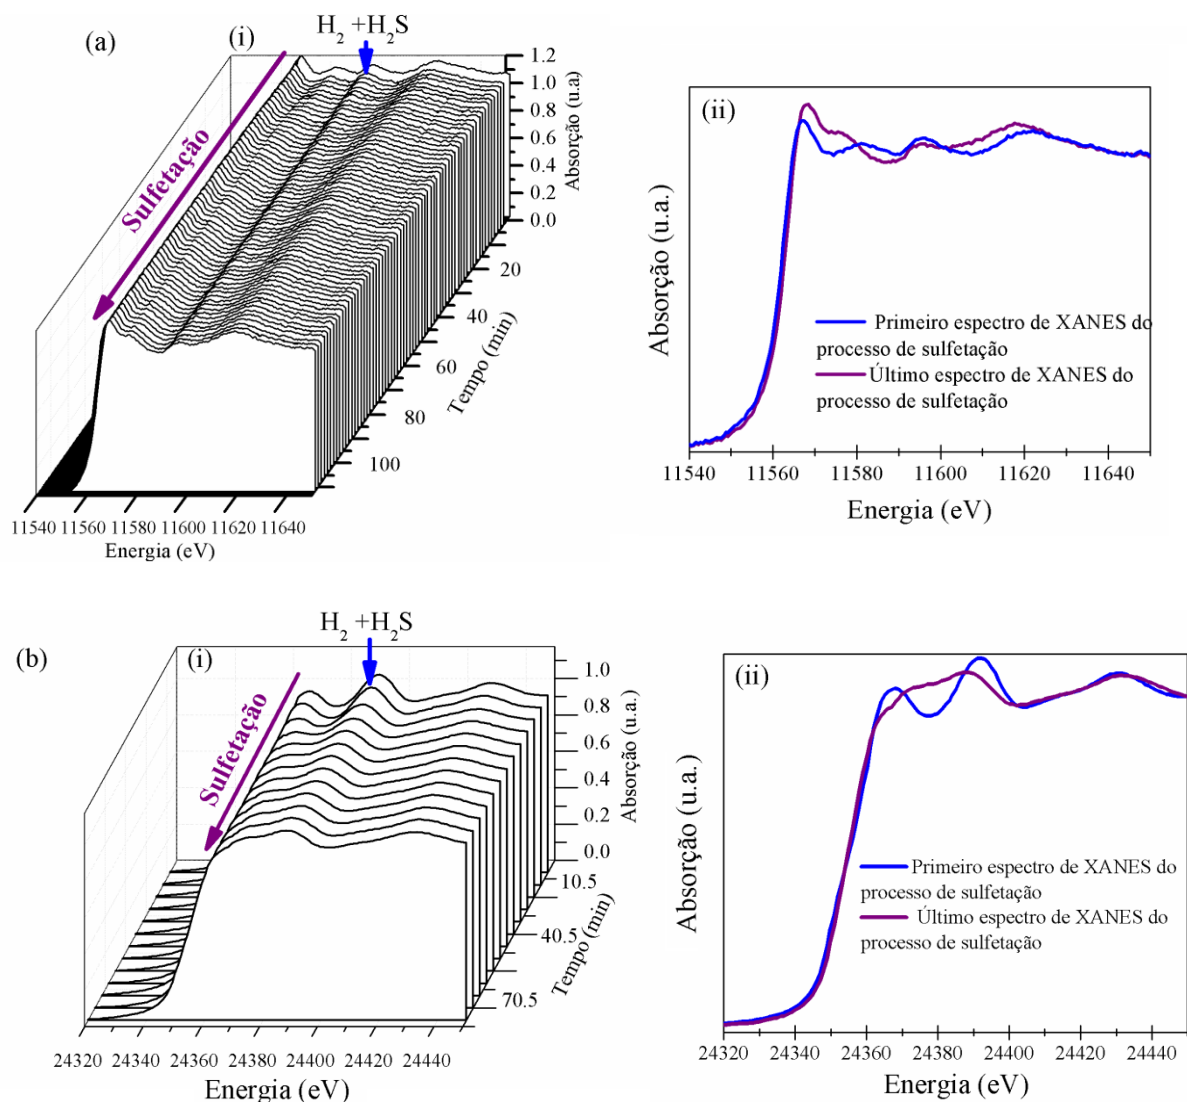 (a)
(i)
H2 +H2S
Sulfetação
1.2
1.0
0.8
0.6
0.4
0.2
0.0
Absorção (u.a)
20
40
60
80
100
Tempo (min)
11540 11560 11580 11600 11620 11640
Energia (eV)
(ii)
Absorção (u.a.)
Primeiro espectro de XANES do
processo de sulfetação
Último espectro de XANES do
processo de sulfetação
11540 11560 11580 11600 11620 11640
Energia (eV)
(b)
(i)
H2 +H2S
Sulfetação
1.0
0.8
0.6
0.4
0.2
0.0
Absorção (u.a.)
10.5
40.5
70.5
Tempo (min)
24320 24340 24360 24380 24400 24420 24440
Energia (eV)
(ii)
Absorção (u.a.)
Primeiro espectro de XANES do
processo de sulfetação
Último espectro de XANES do
processo de sulfetação
24320 24340 24360 24380 24400 24420 24440
Energia (eV)